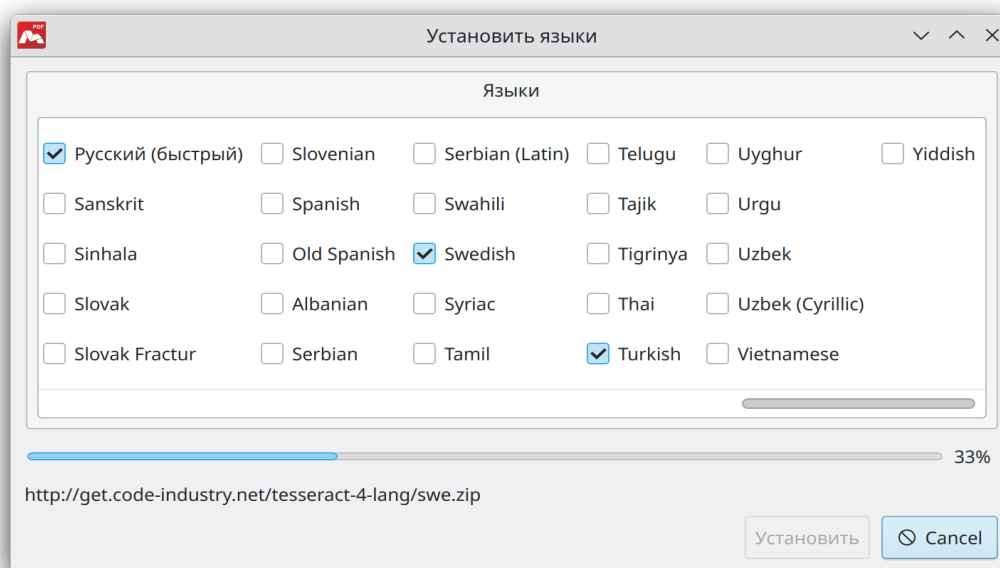 PDF
Установить языки
Языки
Русский (быстрый) Slovenian Serbian (Latin) Telugu Uyghur Yiddish
Sanskrit Spanish Swahili Tajik Urgu
Sinhala Old Spanish Swedish Tigrinya Uzbek
Slovak Albanian Syriac Thai Uzbek (Cyrillic)
Slovak Fractur Serbian Tamil Turkish Vietnamese
33%
http://get.code-industry.net/tesseract-4-lang/swe.zip
Установить Cancel